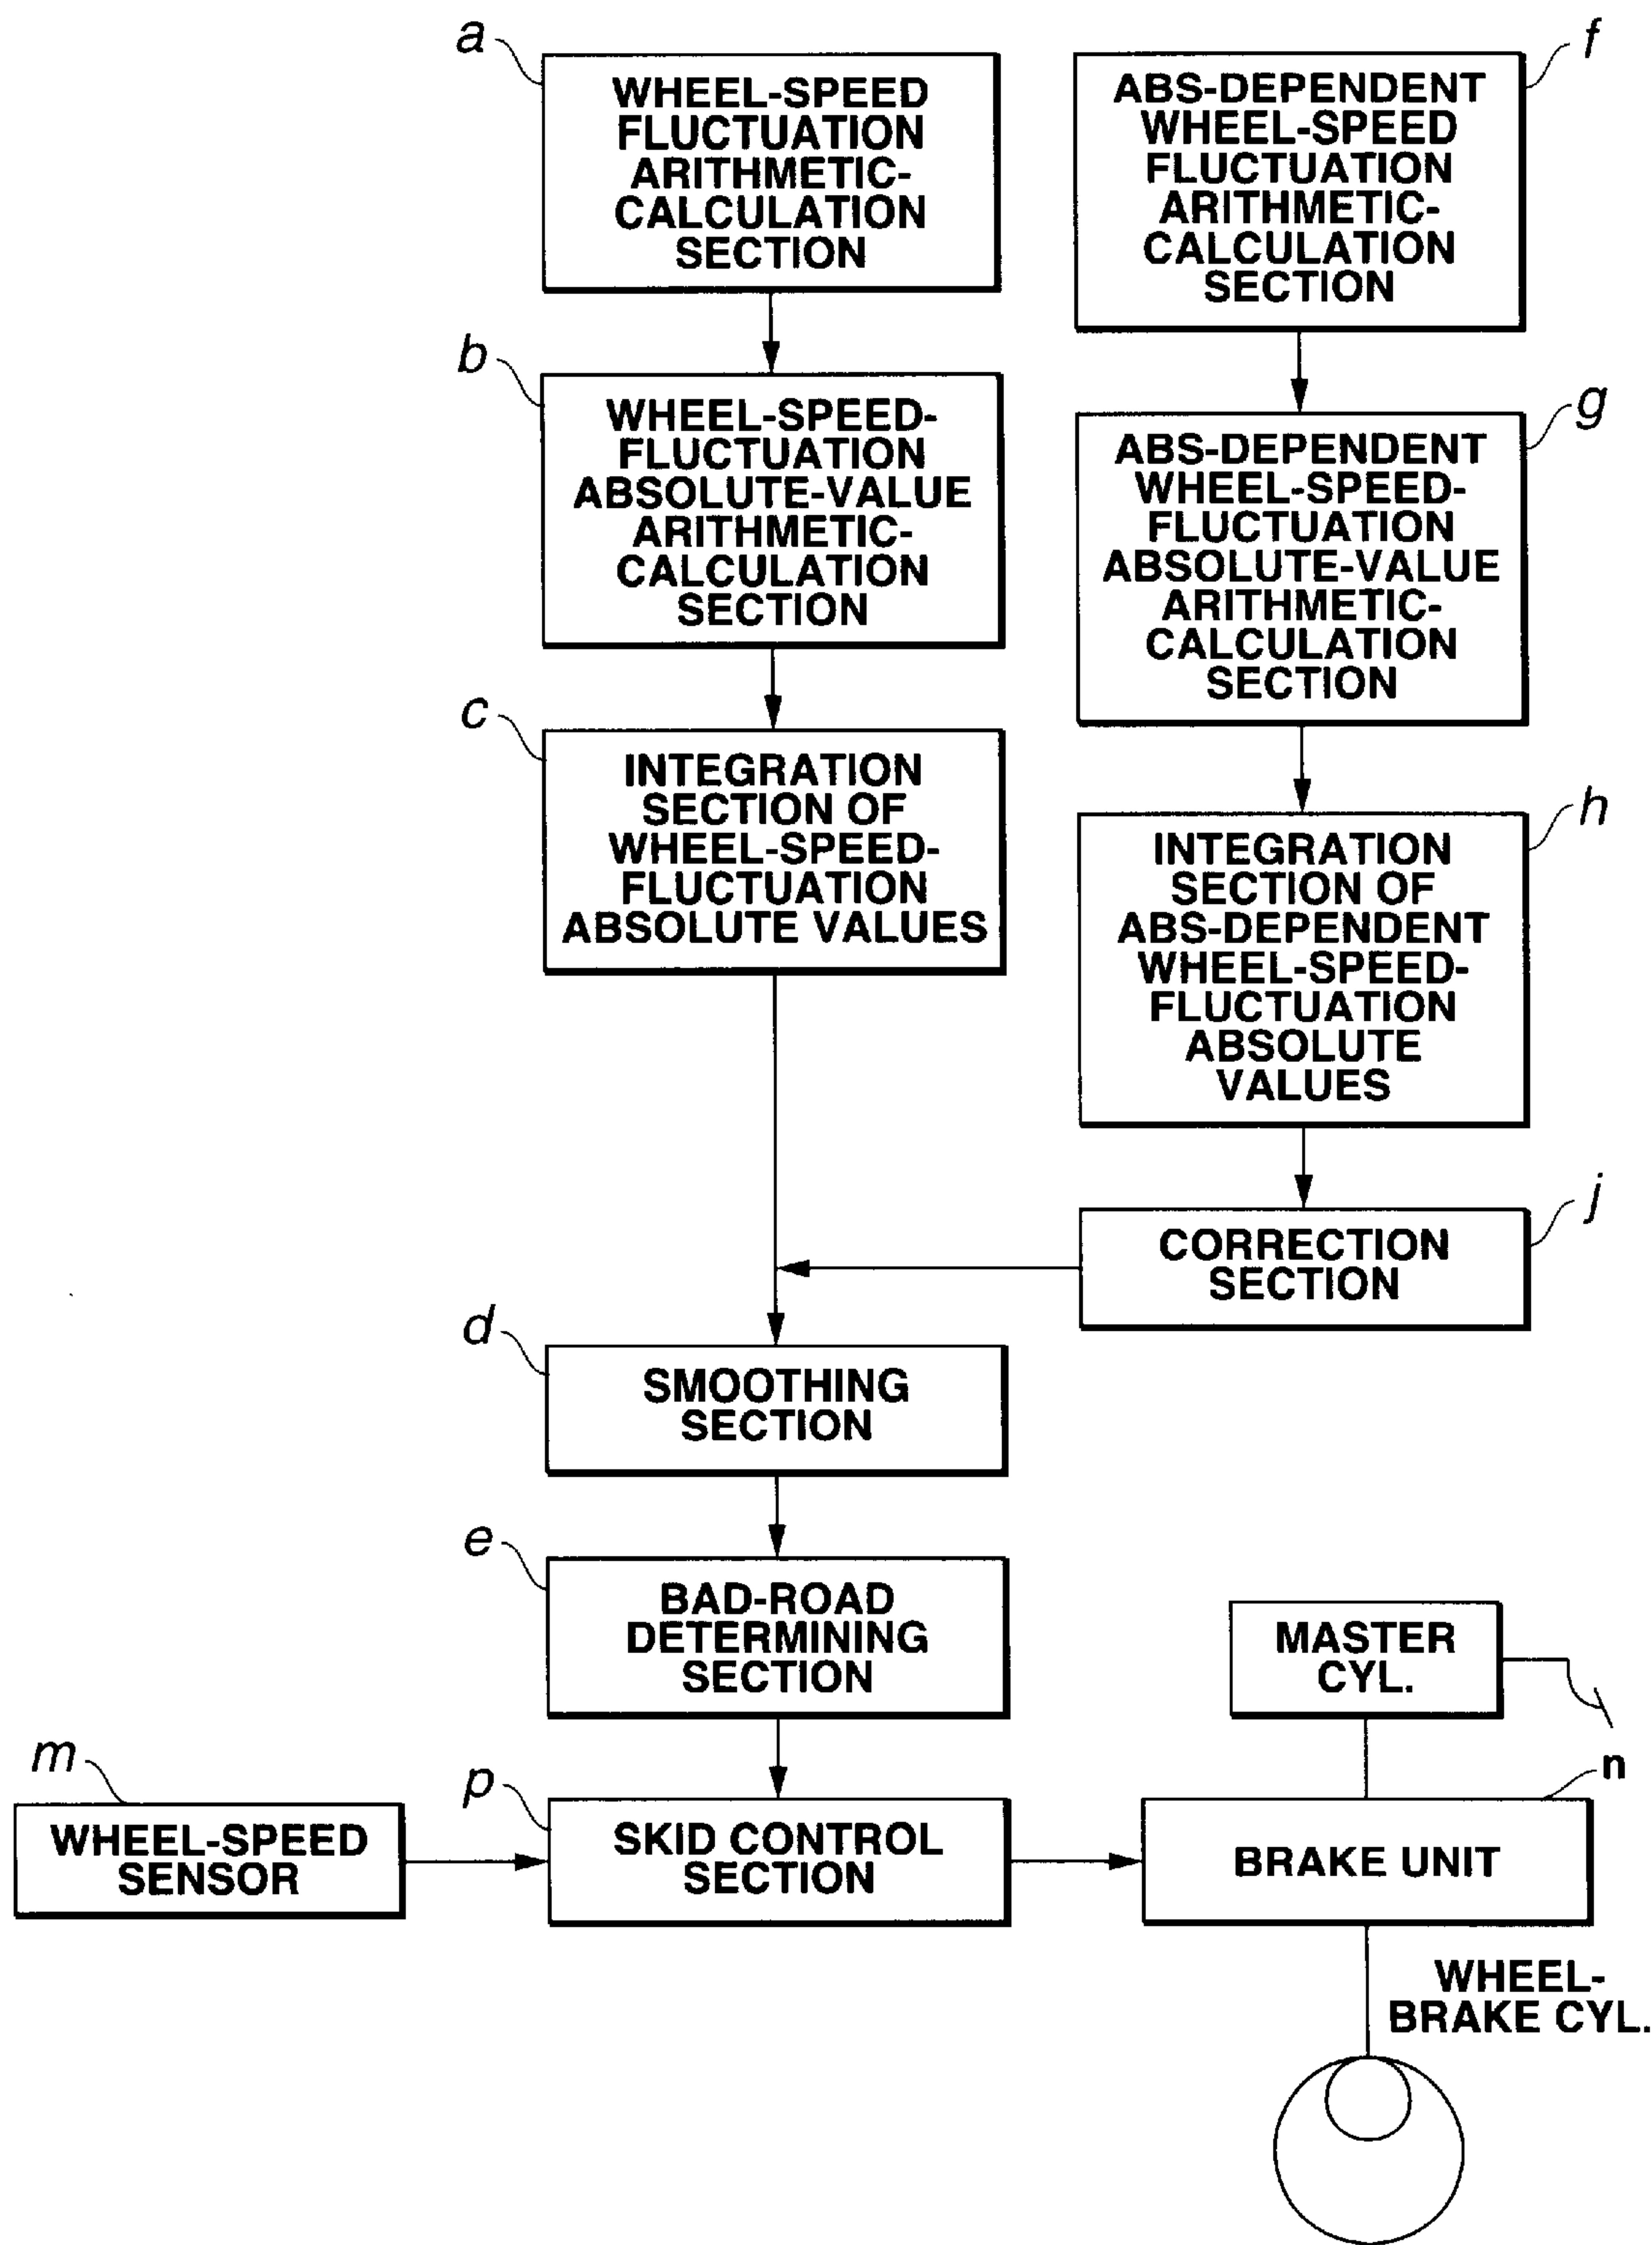 a
WHEEL-SPEED
FLUCTUATION
ARITHMETIC-
CALCULATION
SECTION
b
WHEEL-SPEED-
FLUCTUATION
ABSOLUTE-VALUE
ARITHMETIC-
CALCULATION
SECTION
c
INTEGRATION
SECTION OF
WHEEL-SPEED-
FLUCTUATION
ABSOLUTE VALUES
f
ABS-DEPENDENT
WHEEL-SPEED
FLUCTUATION
ARITHMETIC-
CALCULATION
SECTION
g
ABS-DEPENDENT
WHEEL-SPEED-
FLUCTUATION
ABSOLUTE-VALUE
ARITHMETIC-
CALCULATION
SECTION
h
INTEGRATION
SECTION OF
ABS-DEPENDENT
WHEEL-SPEED-
FLUCTUATION
ABSOLUTE
VALUES
j
CORRECTION
SECTION
d
SMOOTHING
SECTION
e
BAD-ROAD
DETERMINING
SECTION
MASTER
CYL.
m
WHEEL-SPEED
SENSOR
p
SKID CONTROL
SECTION
n
BRAKE UNIT
WHEEL-
BRAKE CYL.